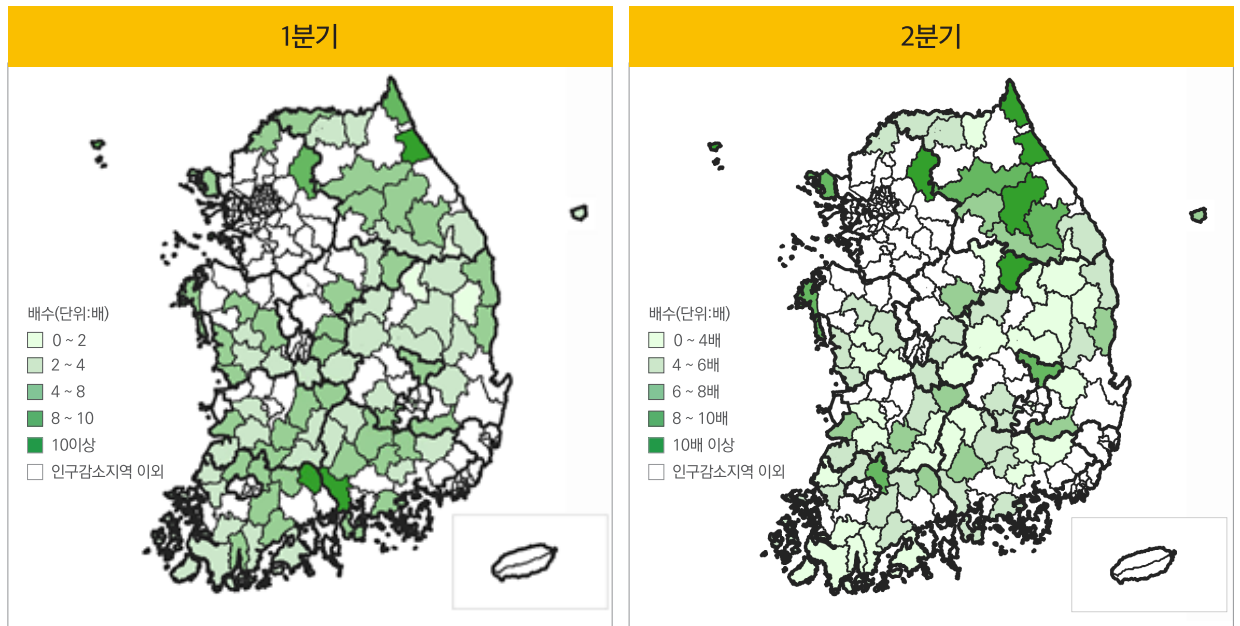 1분기
배수(단위:배)
0 ~ 2
2 ~ 4
4 ~ 8
8 ~ 10
10이상
인구감소지역 이외
2분기
배수(단위:배)
0 ~ 4배
4 ~ 6배
6 ~ 8배
8 ~ 10배
10배 이상
인구감소지역 이외